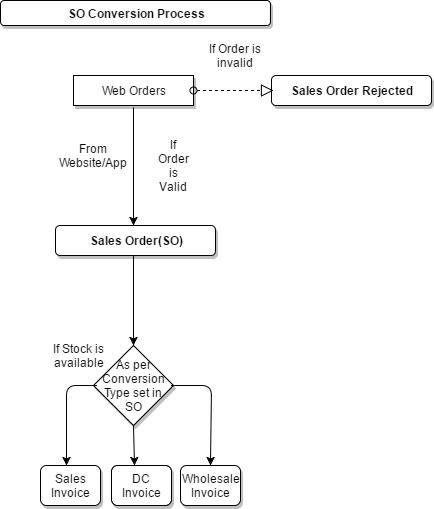 SO Conversion Process
If Order is
invalid
Web Orders
Sales Order Rejected
From
Website/App
If
Order
is
Valid
Sales Order(SO)
If Stock is
available
As per
Conversion
Type set in
SO
Sales
Invoice
DC
Invoice
Wholesale
Invoice